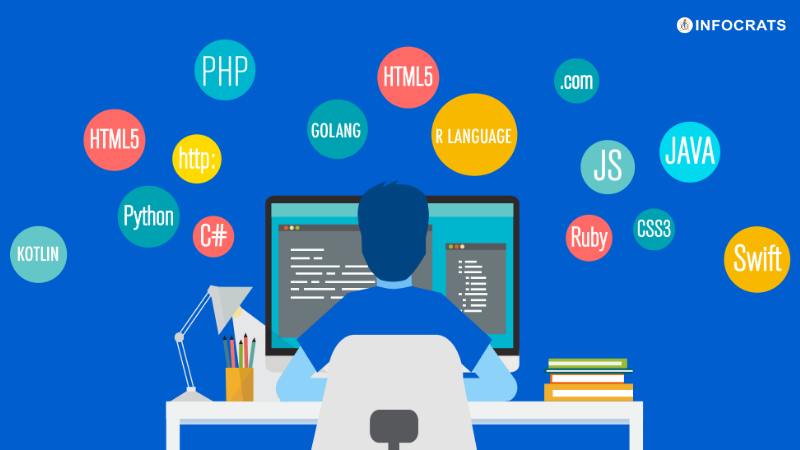 INFOCRATS
PHP
HTML5
.com
HTML5
GOLANG
R LANGUAGE
http:
JS
JAVA
Python
C#
Ruby
CSS3
KOTLIN
Swift